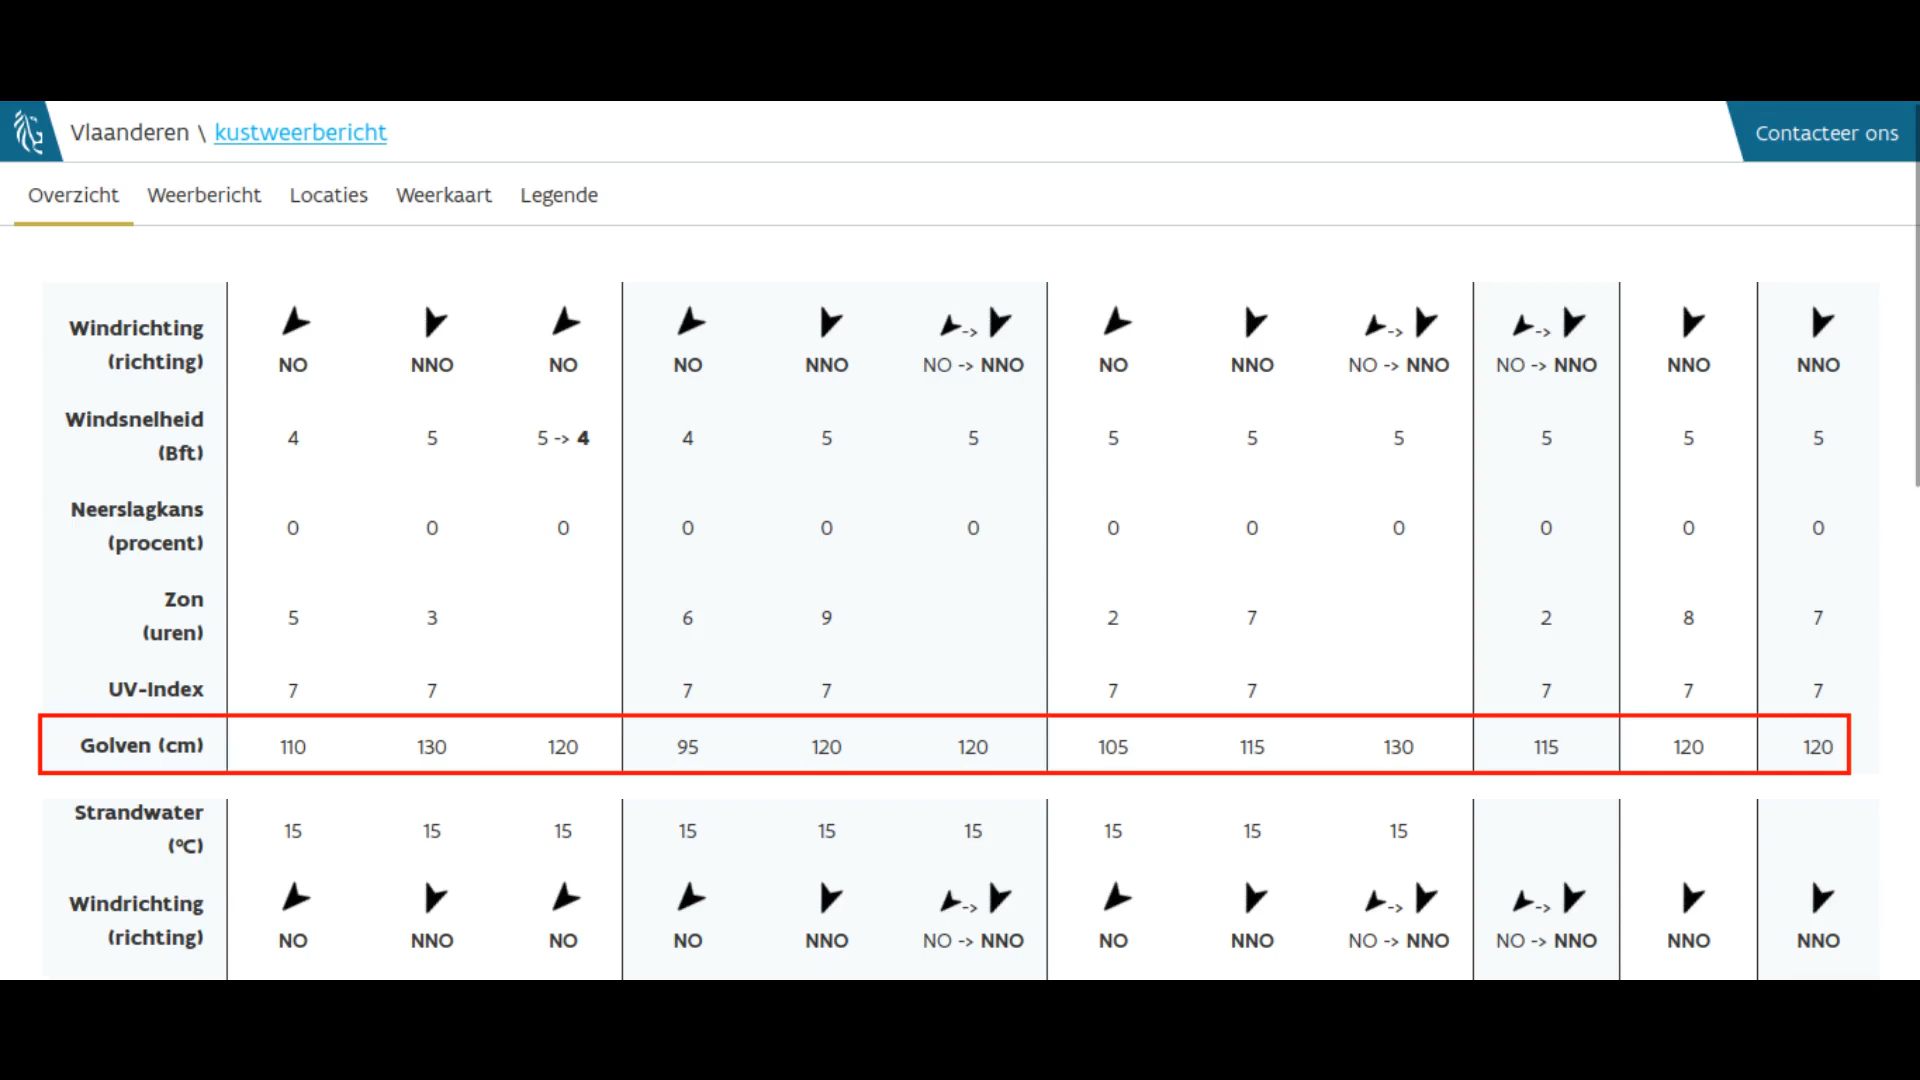 Vlaanderen \ kustweerbericht
Contacteer ons
Overzicht Weerbericht Locaties Weerkaart Legende
Windrichting
(richting)
NO NNO NO NO NNO NO -> NNO NO NNO NO -> NNO NO -> NNO NNO NNO
Windsnelheid
(Bft)
4 5 5 -> 4 4 5 5 5 5 5 5 5 5
Neerslagkans
(procent)
0 0 0 0 0 0 0 0 0 0 0 0
Zon
(uren)
5 3 6 9 2 7 2 8 7
UV-Index 7 7 7 7 7 7 7 7 7
Golven (cm) 110 130 120 95 120 120 105 115 130 115 120 120
Strandwater
(°C)
15 15 15 15 15 15 15 15 15
Windrichting
(richting)
NO NNO NO NO NNO NO -> NNO NO NNO NO -> NNO NO -> NNO NNO NNO